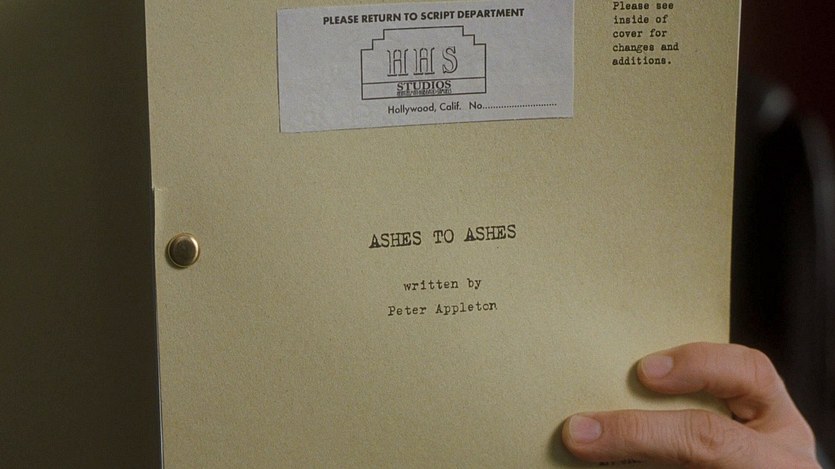 PLEASE RETURN TO SCRIPT DEPARTMENT
HHS
STUDIOS
Hollywood, Calif. No.............................
Please see
inside of
cover for
changes and
additions.
ASHES TO ASHES
written by
Peter Appleton